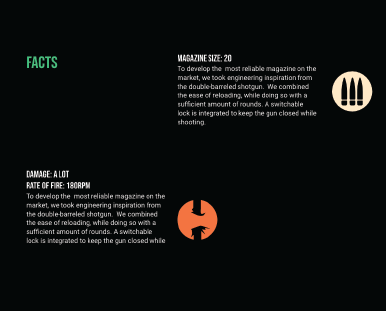 FACTS
MAGAZINE SIZE: 20
To develop the  most reliable magazine on the
market, we took engineering inspiration from
the double-barreled shotgun.  We combined
the ease of reloading, while doing so with a
sufficient amount of rounds. A switchable
lock is integrated to keep the gun closed while
shooting.
DAMAGE: A LOT
RATE OF FIRE: 180RPM
To develop the  most reliable magazine on the
market, we took engineering inspiration from
the double-barreled shotgun.  We combined
the ease of reloading, while doing so with a
sufficient amount of rounds. A switchable
lock is integrated to keep the gun closed while